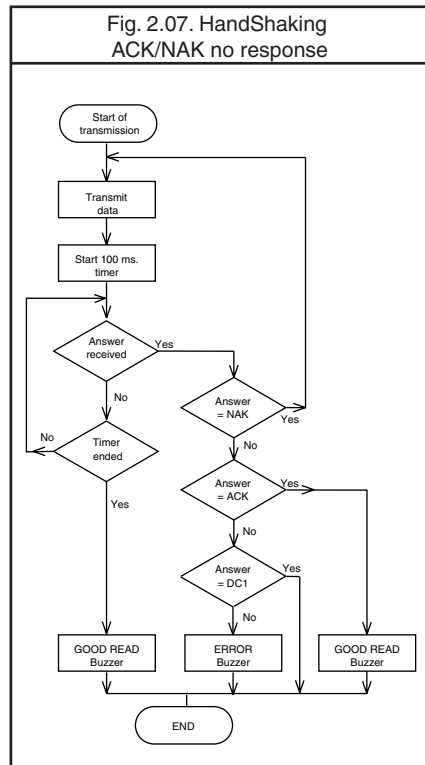 Fig. 2.07. HandShaking
ACK/NAK no response
Start of
transmission
Transmit
data
Start 100 ms.
timer
Answer
received
Yes
No
Answer
= NAK
Yes
No
No
Timer
ended
Yes
Answer
= ACK
Yes
No
Answer
= DC1
Yes
No
GOOD READ
Buzzer
ERROR
Buzzer
GOOD READ
Buzzer
END